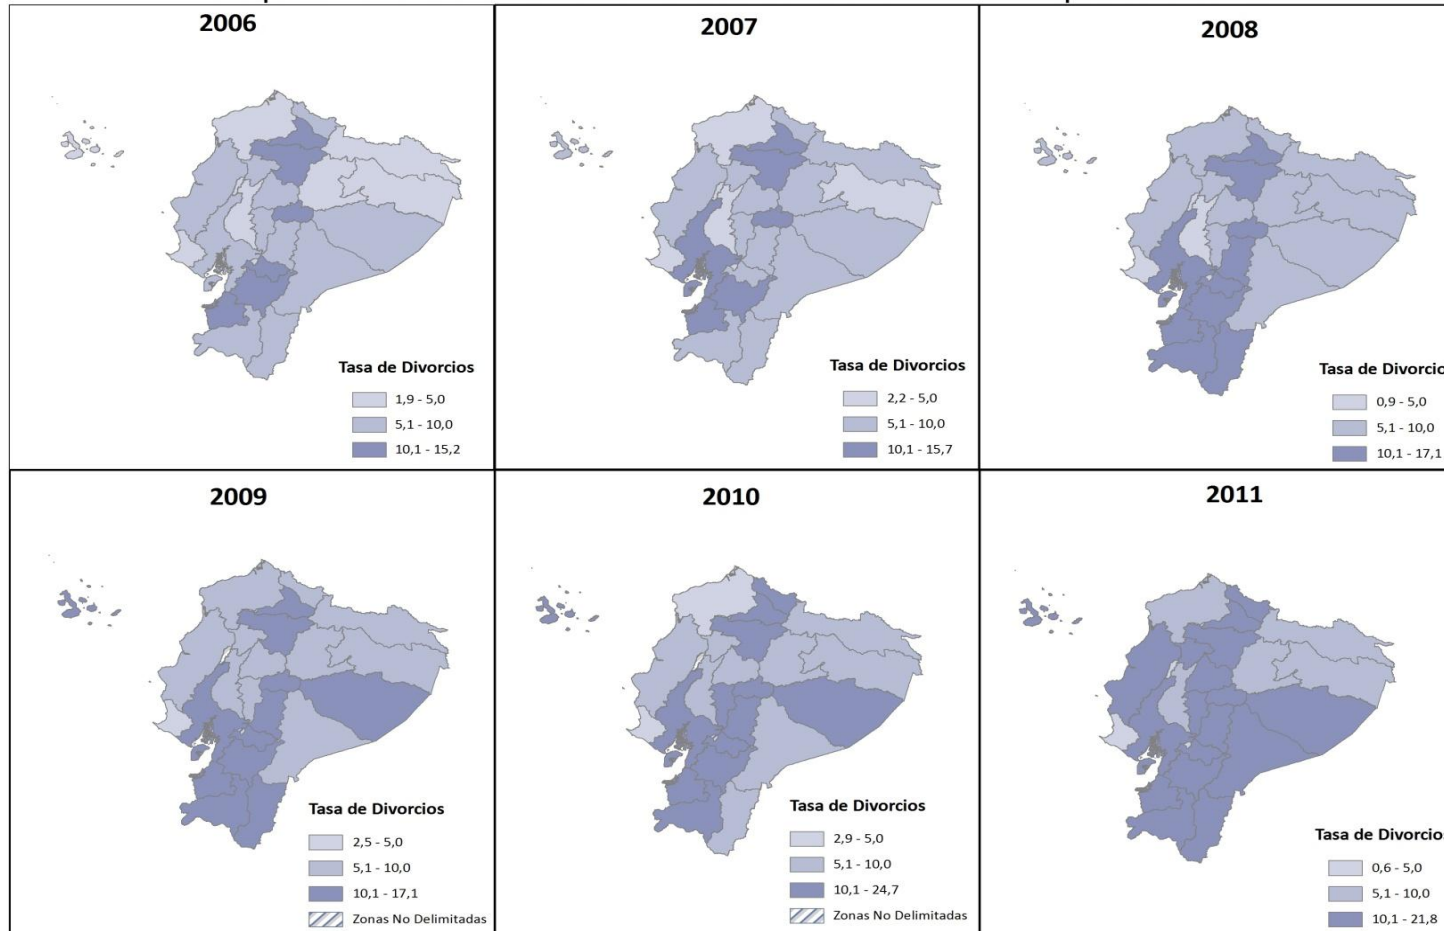 2006
Tasa de Divorcios
1,9 - 5,0
5,1 - 10,0
10,1 - 15,2
2007
Tasa de Divorcios
2,2 - 5,0
5,1 - 10,0
10,1 - 15,7
2008
Tasa de Divorcio
0,9 - 5,0
5,1 - 10,0
10,1 - 17,1
2009
Tasa de Divorcios
2,5 - 5,0
5,1 - 10,0
10,1 - 17,1
Zonas No Delimitadas
2010
Tasa de Divorcios
2,9 - 5,0
5,1 - 10,0
10,1 - 24,7
Zonas No Delimitadas
2011
Tasa de Divorcios
0,6 - 5,0
5,1 - 10,0
10,1 - 21,8